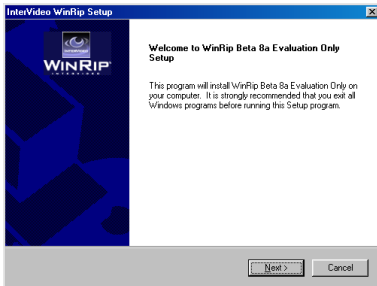 InterVideo WinRip Setup
WINRIP
INTERVIDEO
Welcome to WinRip Beta 8a Evaluation Only
Setup
This program will install WinRip Beta 8a Evaluation Only on
your computer. It is strongly recommended that you exit all
Windows programs before running this Setup program.
Next >
Cancel